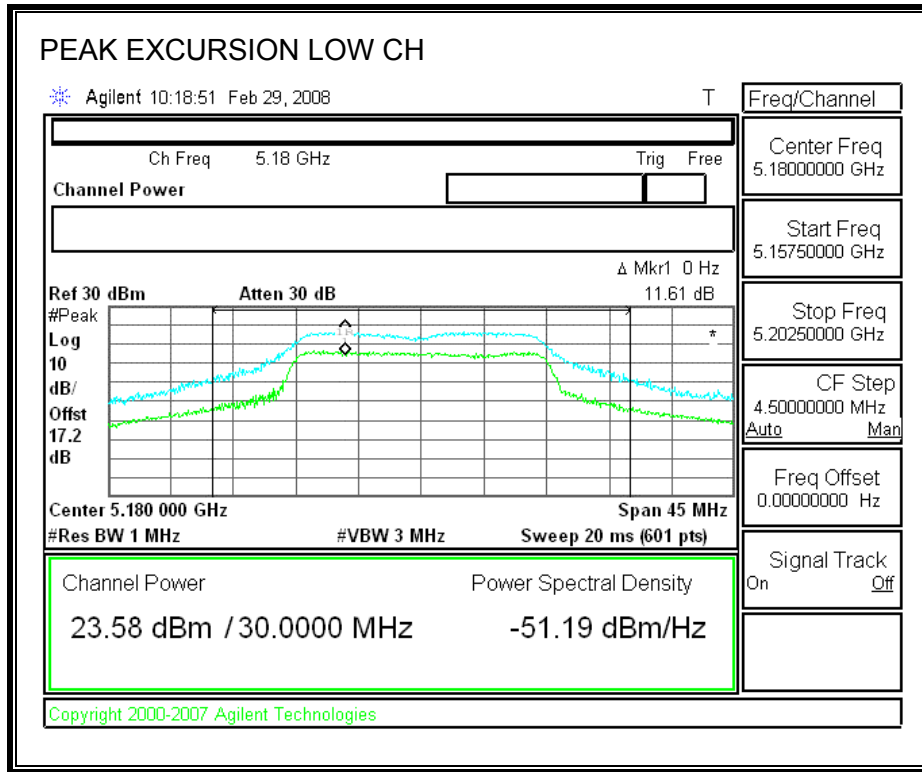 PEAK EXCURSION LOW CH
Agilent 10:18:51 Feb 29, 2008 T
Freq/Channel
Ch Freq 5.18 GHz Trig Free
Channel Power
Δ Mkr1 0 Hz
Ref 30 dBm Atten 30 dB 11.61 dB
#Peak
Log
10
dB/
Offst
17.2
dB
*
Center 5.180 000 GHz Span 45 MHz
#Res BW 1 MHz #VBW 3 MHz Sweep 20 ms (601 pts)
Channel Power Power Spectral Density
23.58 dBm / 30.0000 MHz -51.19 dBm/Hz
Copyright 2000-2007 Agilent Technologies
Center Freq
5.18000000 GHz
Start Freq
5.15750000 GHz
Stop Freq
5.20250000 GHz
CF Step
4.50000000 MHz
Auto Man
Freq Offset
0.00000000 Hz
Signal Track
On Off